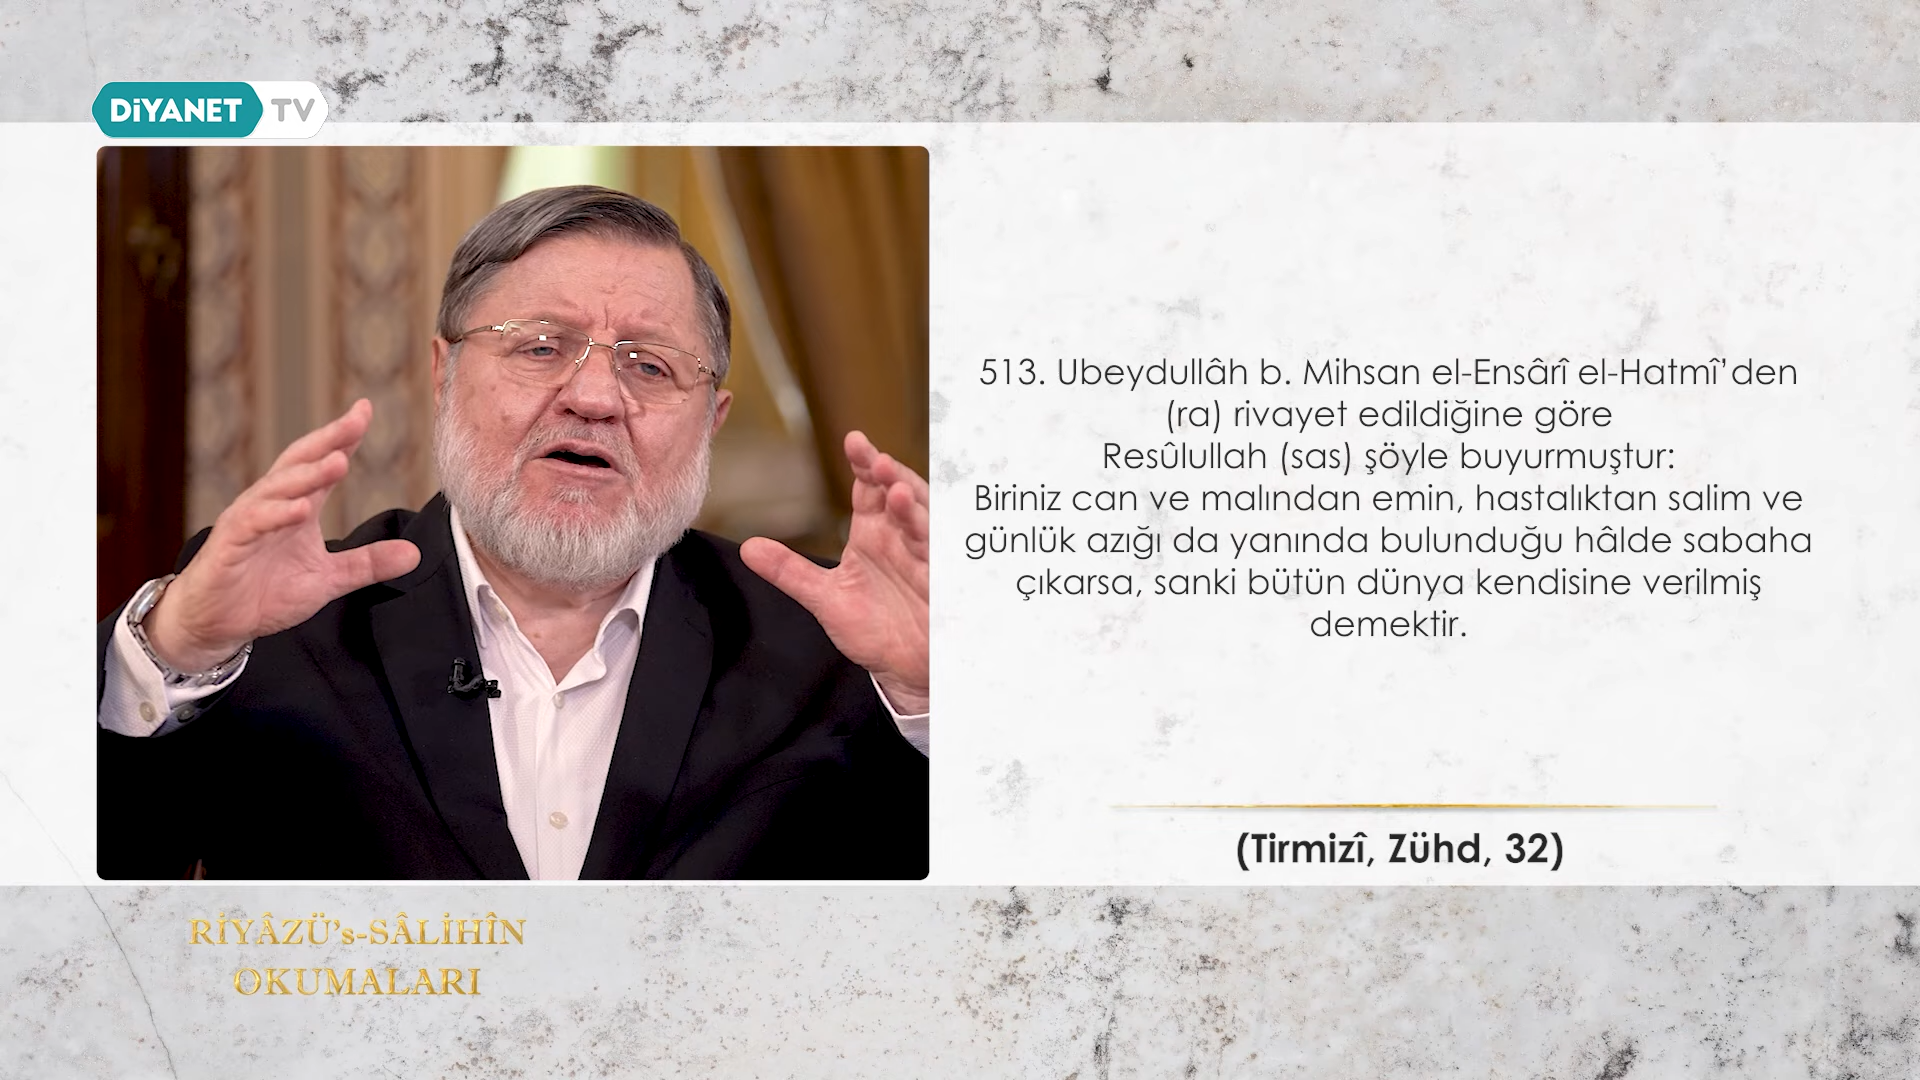 DiYANET TV
513. Ubeydullâh b. Mihsan el-Ensârî el-Hatmî’den
(ra) rivayet edildiğine göre
Resûlullah (sas) şöyle buyurmuştur:
Biriniz can ve malından emin, hastalıktan salim ve
günlük azığı da yanında bulunduğu hâlde sabaha
çıkarsa, sanki bütün dünya kendisine verilmiş
demektir.
(Tirmizî, Zühd, 32)
RİYÂZÜ’s-SÂLİHÎN
OKUMALARI